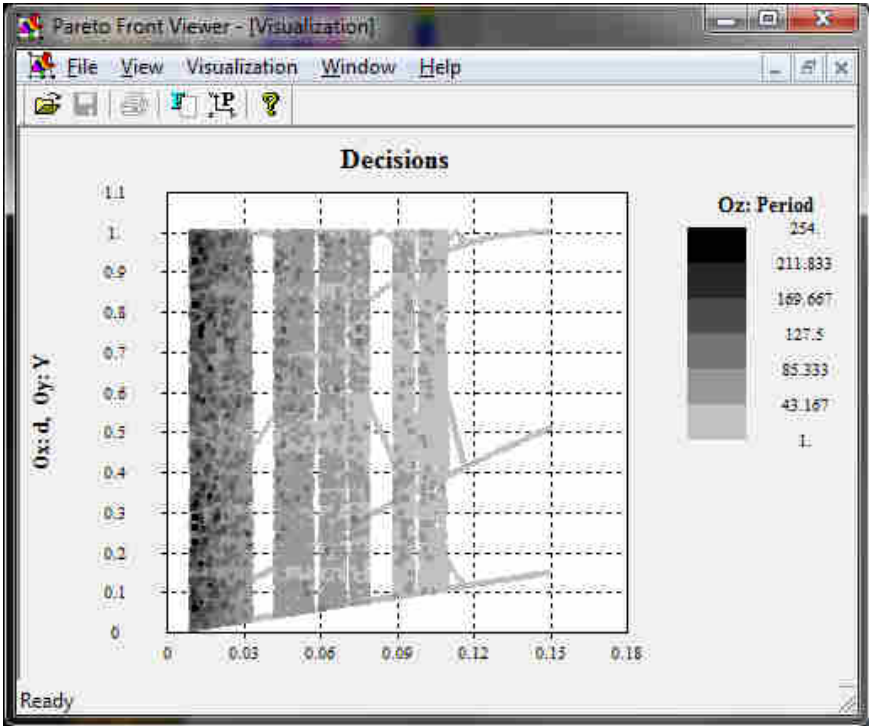 Pareto Front Viewer - [Visualization]
File View Visualization Window Help
Decisions
Ox: d, Oy: Y
1.1
1.
0.9
0.8
0.7
0.6
0.5
0.4
0.3
0.2
0.1
0
0 0.03 0.06 0.09 0.12 0.15 0.18
Oz: Period
254.
211.833
169.667
127.5
85.333
43.167
1.
Ready